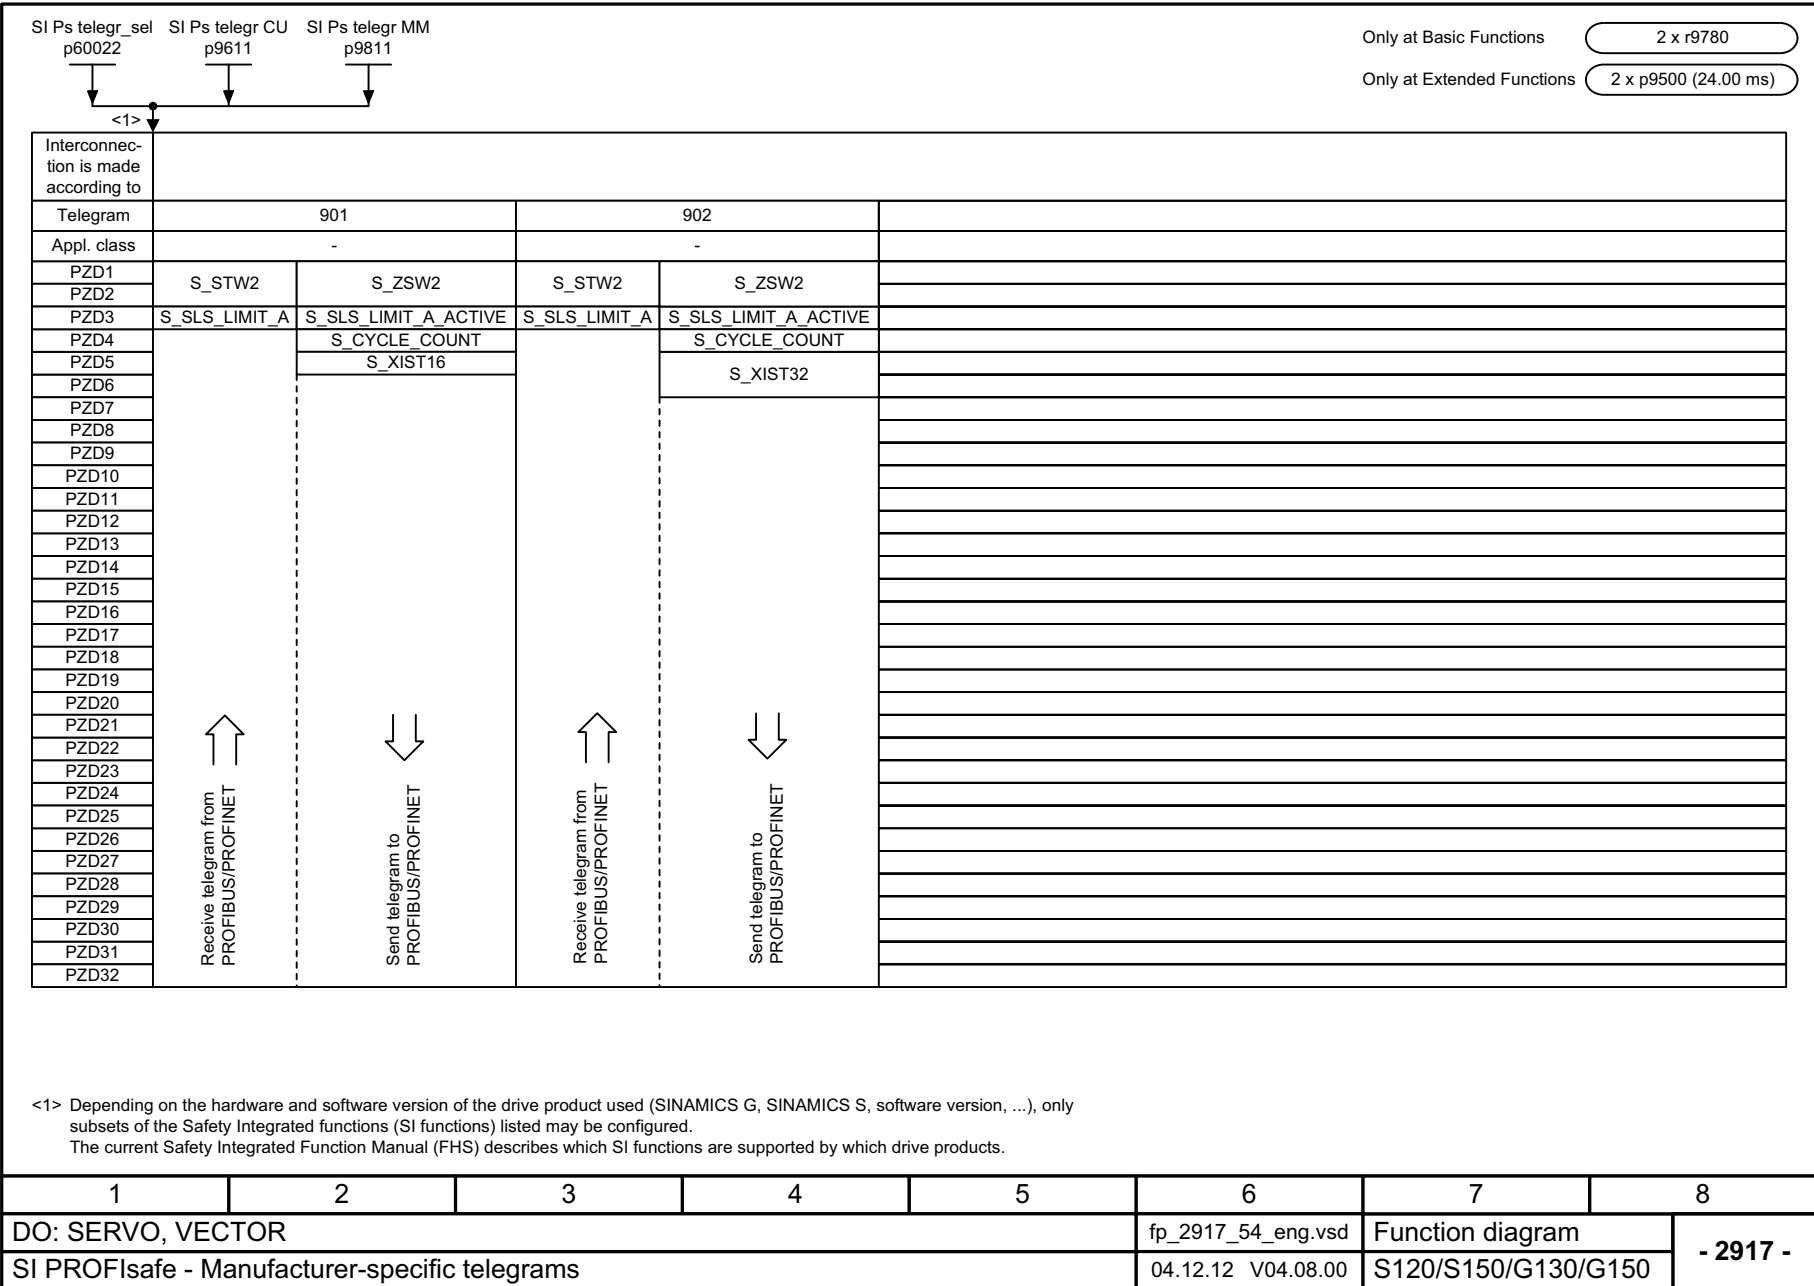 SI Ps telegr_sel SI Ps telegr CU SI Ps telegr MM
p60022 p9611 p9811
Only at Basic Functions 2 x r9780
Only at Extended Functions 2 x p9500 (24.00 ms)
<1>
Interconnec-
tion is made
according to
Telegram 901 902
Appl. class - -
PZD1
S_STW2 S_ZSW2 S_STW2 S_ZSW2
PZD2
PZD3 S_SLS_LIMIT_A S_SLS_LIMIT_A_ACTIVE S_SLS_LIMIT_A S_SLS_LIMIT_A_ACTIVE
PZD4 S_CYCLE_COUNT S_CYCLE_COUNT
PZD5 S_XIST16
S_XIST32
PZD6
PZD7
PZD8
PZD9
PZD10
PZD11
PZD12
PZD13
PZD14
PZD15
PZD16
PZD17
PZD18
PZD19
PZD20
PZD21
PZD22
PZD23
PZD24
PZD25
PZD26
PZD27
PZD28
PZD29
PZD30
PZD31
PZD32
Receive telegram from
PROFIBUS/PROFINET
Send telegram to
PROFIBUS/PROFINET
Receive telegram from
PROFIBUS/PROFINET
Send telegram to
PROFIBUS/PROFINET
<1> Depending on the hardware and software version of the drive product used (SINAMICS G, SINAMICS S, software version, ...), only
subsets of the Safety Integrated functions (SI functions) listed may be configured.
The current Safety Integrated Function Manual (FHS) describes which SI functions are supported by which drive products.
1 2 3 4 5 6 7 8
DO: SERVO, VECTOR fp_2917_54_eng.vsd Function diagram
- 2917 -
SI PROFIsafe - Manufacturer-specific telegrams 04.12.12 V04.08.00 S120/S150/G130/G150